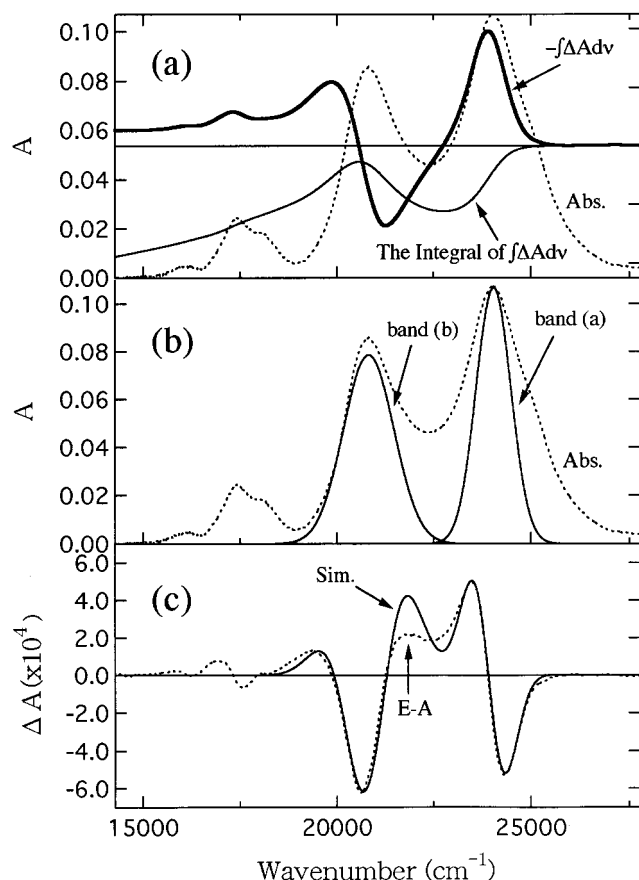 0.10
0.08
0.06
0.04
0.02
0.00
A
(a)
−∫ΔAdν
Abs.
The Integral of ∫ΔAdν
0.10
0.08
0.06
0.04
0.02
0.00
A
(b)
band (b)
band (a)
Abs.
6.0
4.0
2.0
0.0
-2.0
-4.0
-6.0
Δ A (x10⁴)
(c)
Sim.
E-A
15000
20000
25000
Wavenumber (cm⁻¹)